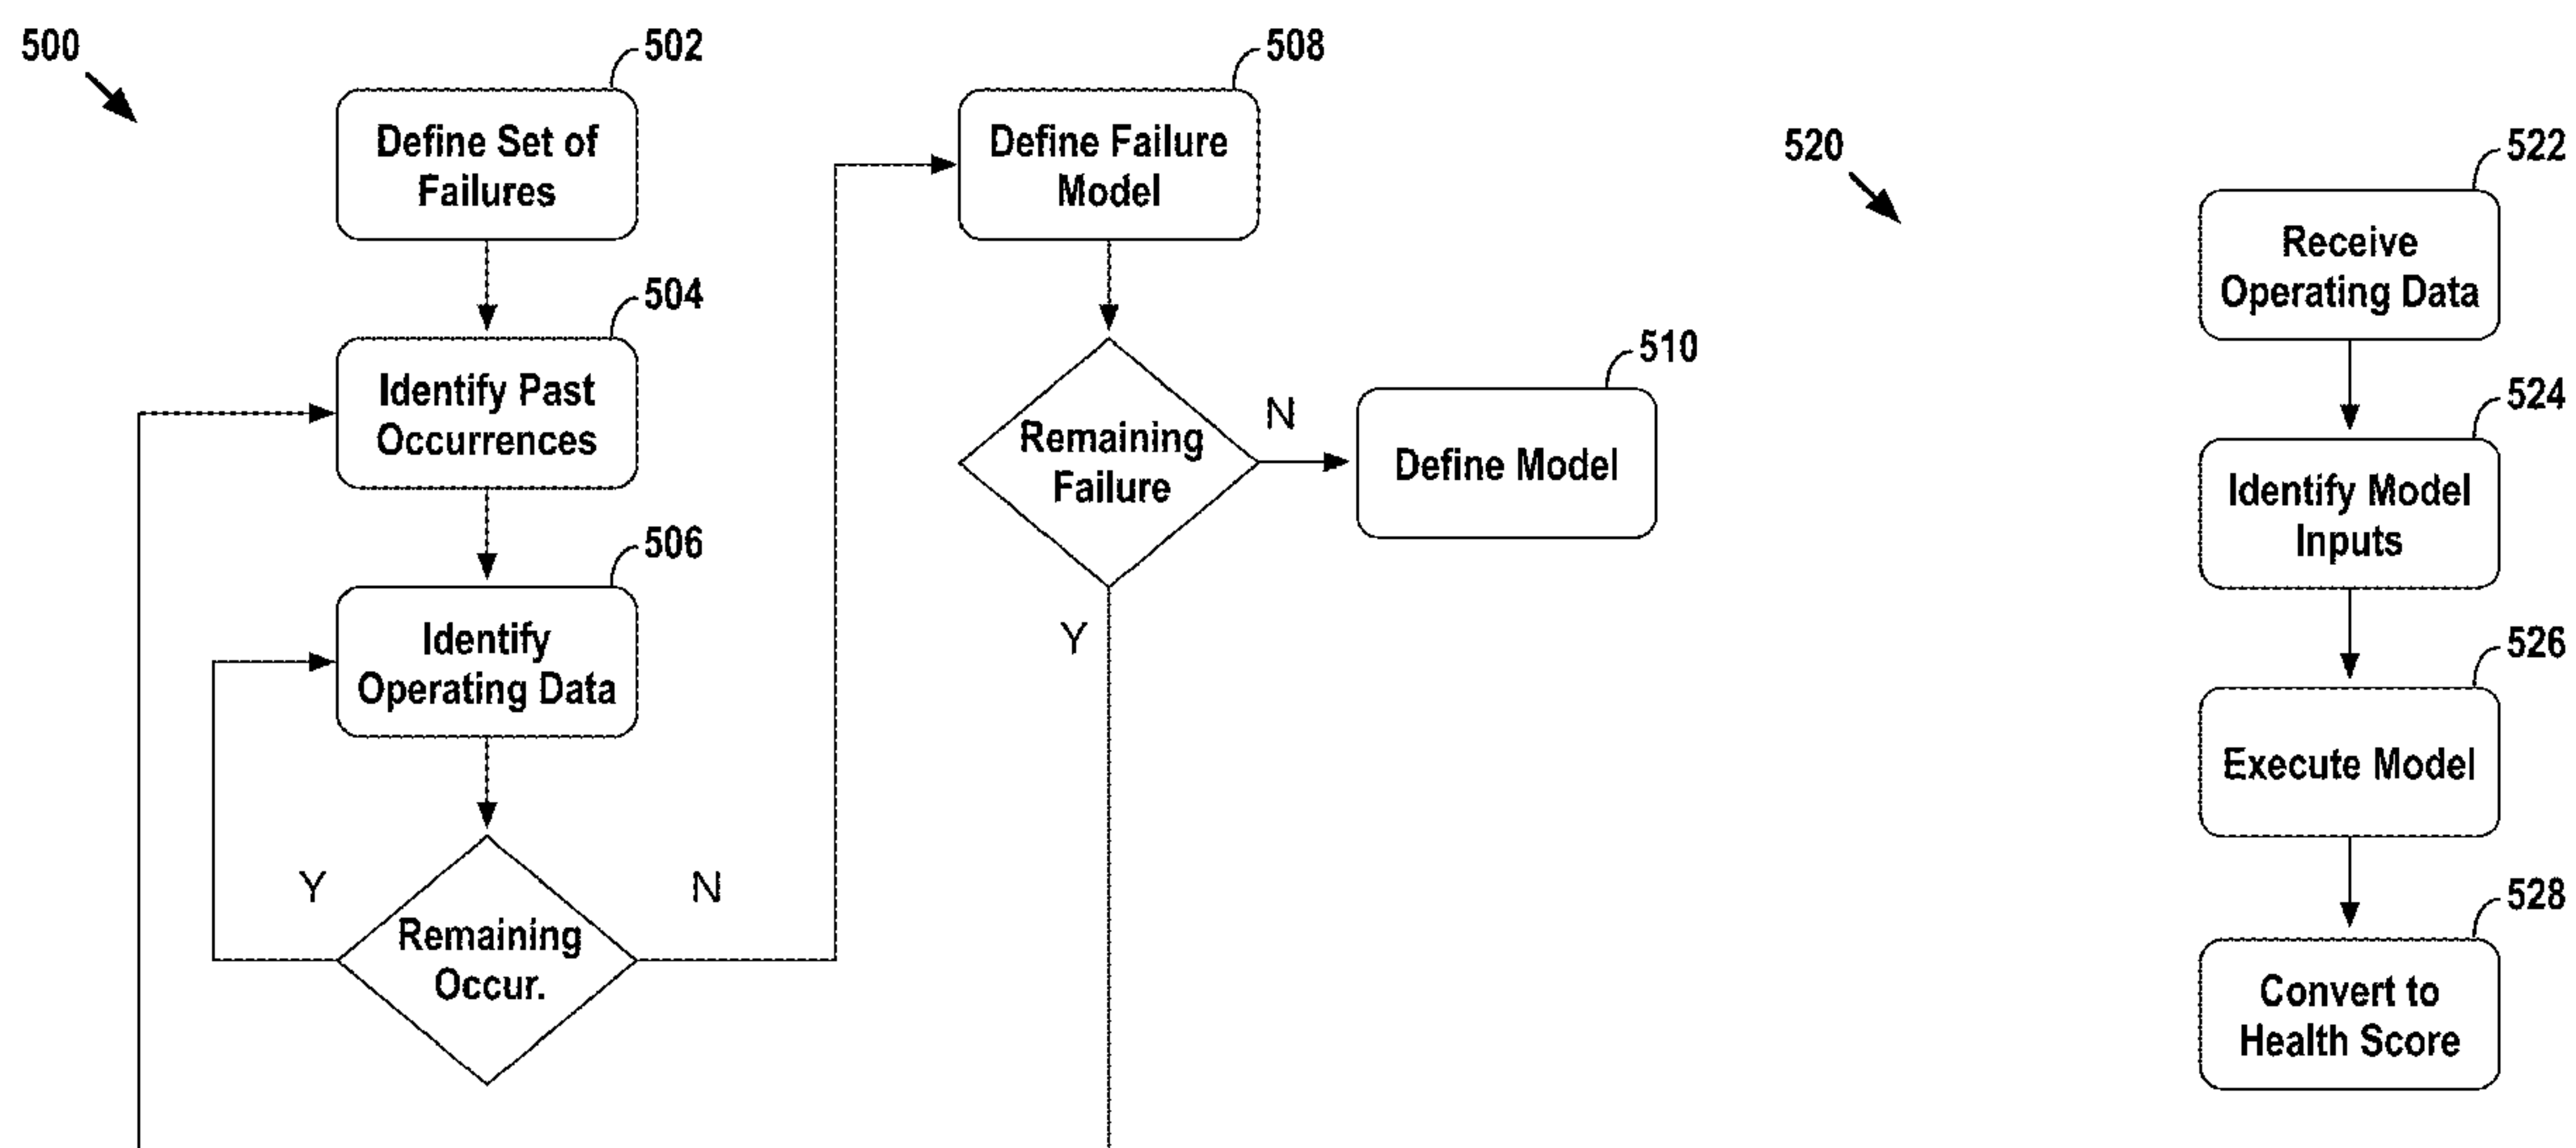 500
502
Define Set of
Failures
504
Identify Past
Occurrences
506
Identify
Operating Data
Y
N
Remaining
Occur.
508
Define Failure
Model
Remaining
Failure
N
Y
510
Define Model
520
522
Receive
Operating Data
524
Identify Model
Inputs
526
Execute Model
528
Convert to
Health Score